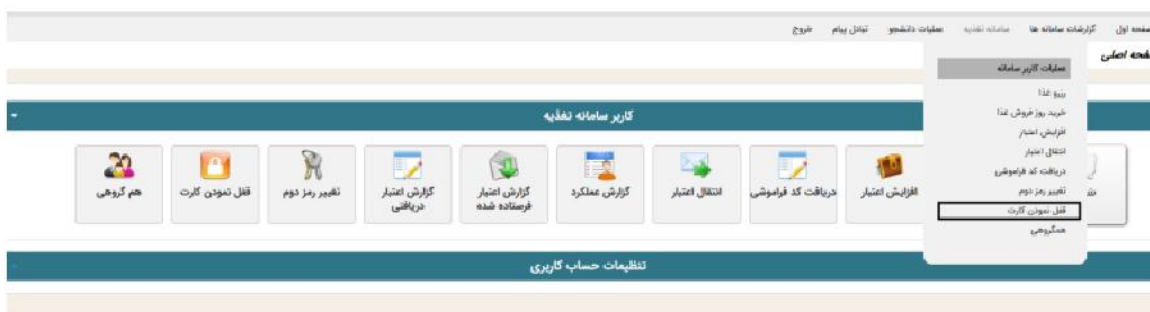 صفحه اول گزارشات سامانه ها سامانه تغذیه عملیات دانشجو تبادل پیام خروج
صفحه اصلی
عملیات کاربر سامانه
رزرو غذا
خرید روز فروش غذا
افزایش اعتبار
انتقال اعتبار
دریافت کد فراموشی
تغییر رمز دوم
قفل نمودن کارت
همگروهی
کاربر سامانه تغذیه
افزایش اعتبار
دریافت کد فراموشی
انتقال اعتبار
گزارش عملکرد
گزارش اعتبار
فرستاده شده
گزارش اعتبار
دریافتی
تغییر رمز دوم
قفل نمودن کارت
هم گروهی
تنظیمات حساب کاربری